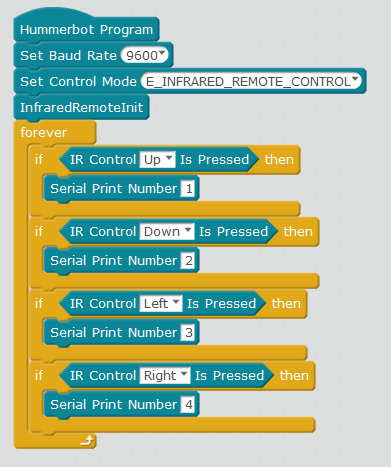 Hummerbot Program
Set Baud Rate 9600
Set Control Mode E_INFRARED_REMOTE_CONTROL
InfraredRemoteInit
forever
if IR Control Up Is Pressed then
Serial Print Number 1
if IR Control Down Is Pressed then
Serial Print Number 2
if IR Control Left Is Pressed then
Serial Print Number 3
if IR Control Right Is Pressed then
Serial Print Number 4